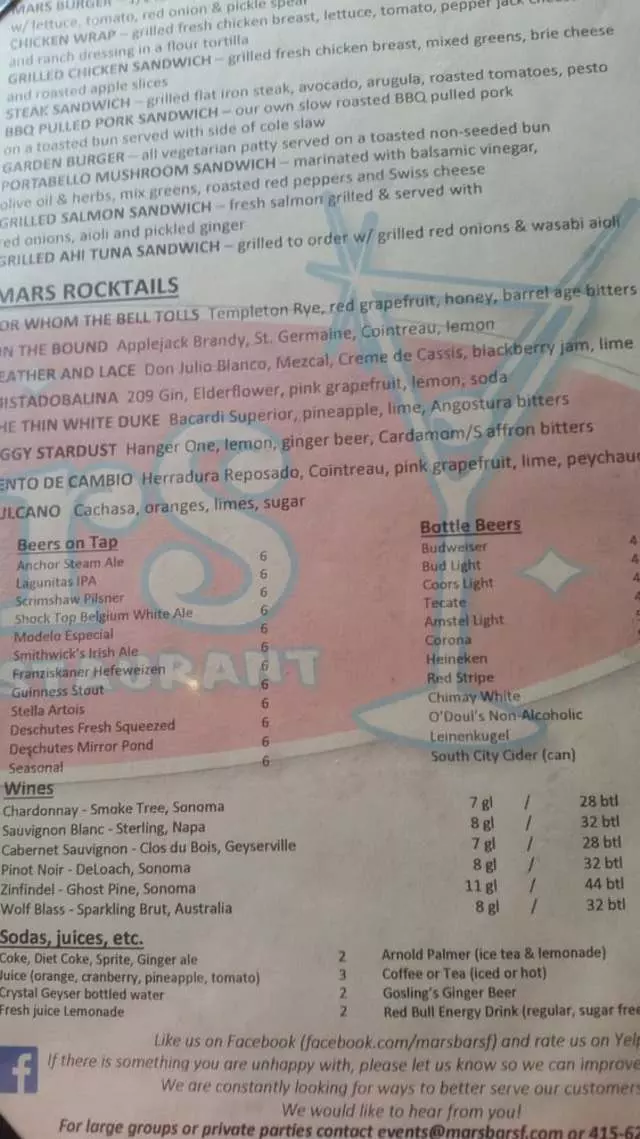 MARS BURGER –
w/ lettuce, tomato, red onion & pickle spear
CHICKEN WRAP – grilled fresh chicken breast, lettuce, tomato, pepper jack cheese
and ranch dressing in a flour tortilla
GRILLED CHICKEN SANDWICH – grilled fresh chicken breast, mixed greens, brie cheese
and roasted apple slices
STEAK SANDWICH – grilled flat iron steak, avocado, arugula, roasted tomatoes, pesto
BBQ PULLED PORK SANDWICH – our own slow roasted BBQ pulled pork
on a toasted bun served with side of cole slaw
GARDEN BURGER – all vegetarian patty served on a toasted non-seeded bun
PORTABELLO MUSHROOM SANDWICH – marinated with balsamic vinegar,
olive oil & herbs, mix greens, roasted red peppers and Swiss cheese
GRILLED SALMON SANDWICH – fresh salmon grilled & served with
red onions, aioli and pickled ginger
GRILLED AHI TUNA SANDWICH – grilled to order w/ grilled red onions & wasabi aioli
MARS ROCKTAILS
OR WHOM THE BELL TOLLS Templeton Rye, red grapefruit, honey, barrel age bitters
N THE BOUND Applejack Brandy, St. Germaine, Cointreau, lemon
EATHER AND LACE Don Julio Blanco, Mezcal, Creme de Cassis, blackberry jam, lime
ISTADOBALINA 209 Gin, Elderflower, pink grapefruit, lemon, soda
HE THIN WHITE DUKE Bacardi Superior, pineapple, lime, Angostura bitters
GGY STARDUST Hanger One, lemon, ginger beer, Cardamom/Saffron bitters
ENTO DE CAMBIO Herradura Reposado, Cointreau, pink grapefruit, lime, peychau
ULCANO Cachasa, oranges, limes, sugar
Beers on Tap
Anchor Steam Ale 6
Lagunitas IPA 6
Scrimshaw Pilsner 6
Shock Top Belgium White Ale 6
Modelo Especial 6
Smithwick's Irish Ale 6
Franziskaner Hefeweizen 6
Guinness Stout 6
Stella Artois 6
Deschutes Fresh Squeezed 6
Deschutes Mirror Pond 6
Seasonal 6
Bottle Beers
Budweiser 4
Bud Light 4
Coors Light 4
Tecate 4
Amstel Light
Corona
Heineken
Red Stripe
Chimay White
O'Doul's Non-Alcoholic
Leinenkugel
South City Cider (can)
Wines
Chardonnay - Smoke Tree, Sonoma 7 gl / 28 btl
Sauvignon Blanc - Sterling, Napa 8 gl / 32 btl
Cabernet Sauvignon - Clos du Bois, Geyserville 7 gl / 28 btl
Pinot Noir - DeLoach, Sonoma 8 gl / 32 btl
Zinfindel - Ghost Pine, Sonoma 11 gl / 44 btl
Wolf Blass - Sparkling Brut, Australia 8 gl / 32 btl
Sodas, juices, etc.
Coke, Diet Coke, Sprite, Ginger ale 2
Juice (orange, cranberry, pineapple, tomato) 3
Crystal Geyser bottled water 2
Fresh juice Lemonade 2
Arnold Palmer (ice tea & lemonade)
Coffee or Tea (iced or hot)
Gosling's Ginger Beer
Red Bull Energy Drink (regular, sugar free
Like us on Facebook (facebook.com/marsbarsf) and rate us on Yelp
If there is something you are unhappy with, please let us know so we can improve
We are constantly looking for ways to better serve our customers
We would like to hear from you!
For large groups or private parties contact events@marsbarsf.com or 415-62